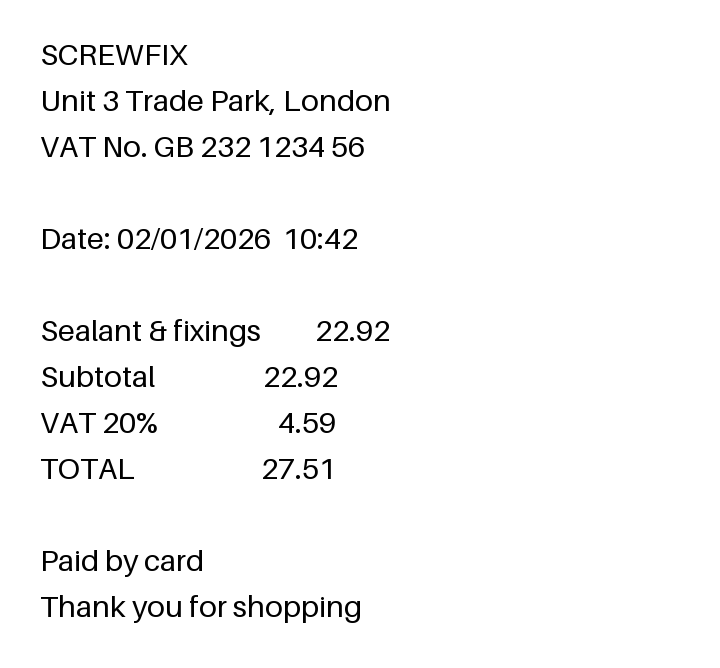 SCREWFIX
Unit 3 Trade Park, London
VAT No. GB 232 1234 56
Date: 02/01/2026 10:42
Sealant & fixings 22.92
Subtotal 22.92
VAT 20% 4.59
TOTAL 27.51
Paid by card
Thank you for shopping